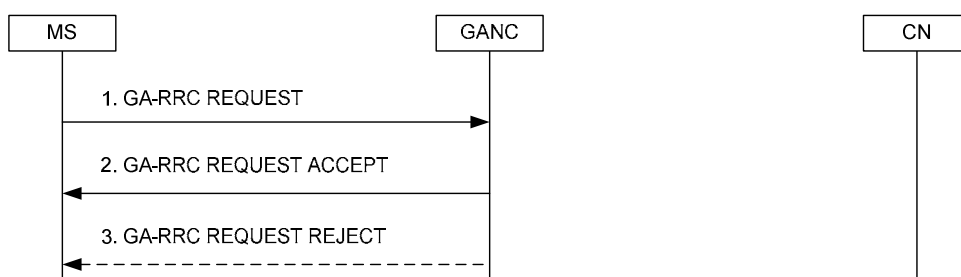 MS
GANC
CN
1. GA-RRC REQUEST
2. GA-RRC REQUEST ACCEPT
3. GA-RRC REQUEST REJECT